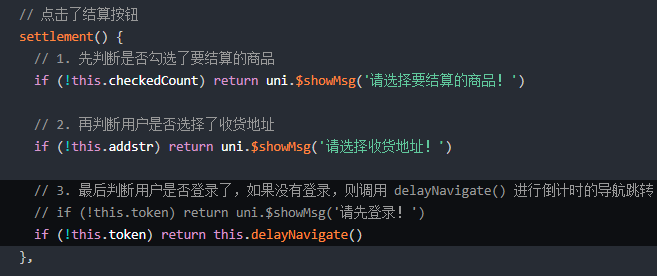 // 点击了结算按钮
settlement() {
// 1. 先判断是否勾选了要结算的商品
if (!this.checkedCount) return uni.$showMsg('请选择要结算的商品！')
// 2. 再判断用户是否选择了收货地址
if (!this.addstr) return uni.$showMsg('请选择收货地址！')
// 3. 最后判断用户是否登录了，如果没有登录，则调用 delayNavigate() 进行倒计时的导航跳转
// if (!this.token) return uni.$showMsg('请先登录！')
if (!this.token) return this.delayNavigate()
},